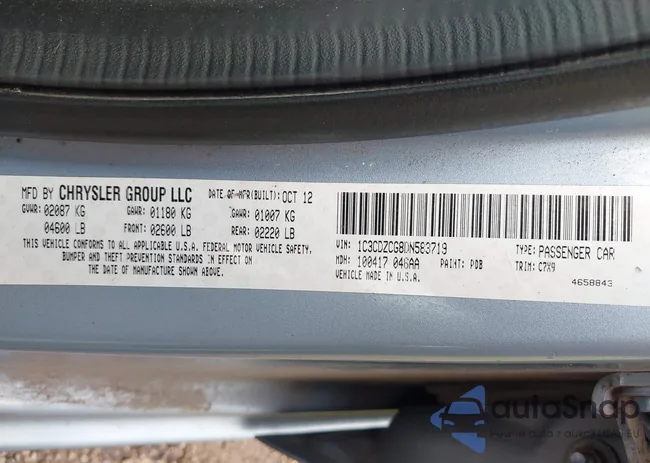 MFD BY CHRYSLER GROUP LLC DATE OF MFR(BUILT): OCT 12
GVWR: 02087 KG GAWR: 01180 KG GAWR: 01007 KG
04600 LB FRONT: 02600 LB REAR: 02220 LB
THIS VEHICLE CONFORMS TO ALL APPLICABLE U.S.A. FEDERAL MOTOR VEHICLE SAFETY,
BUMPER AND THEFT PREVENTION STANDARDS IN EFFECT ON
THE DATE OF MANUFACTURE SHOWN ABOVE.
VIN: 1C3CDZCG8DN563719 TYPE: PASSENGER CAR
MDH: 100417 046AA PAINT: PDB TRIM: C7X9
VEHICLE MADE IN U.S.A.
4658843
autoSnap